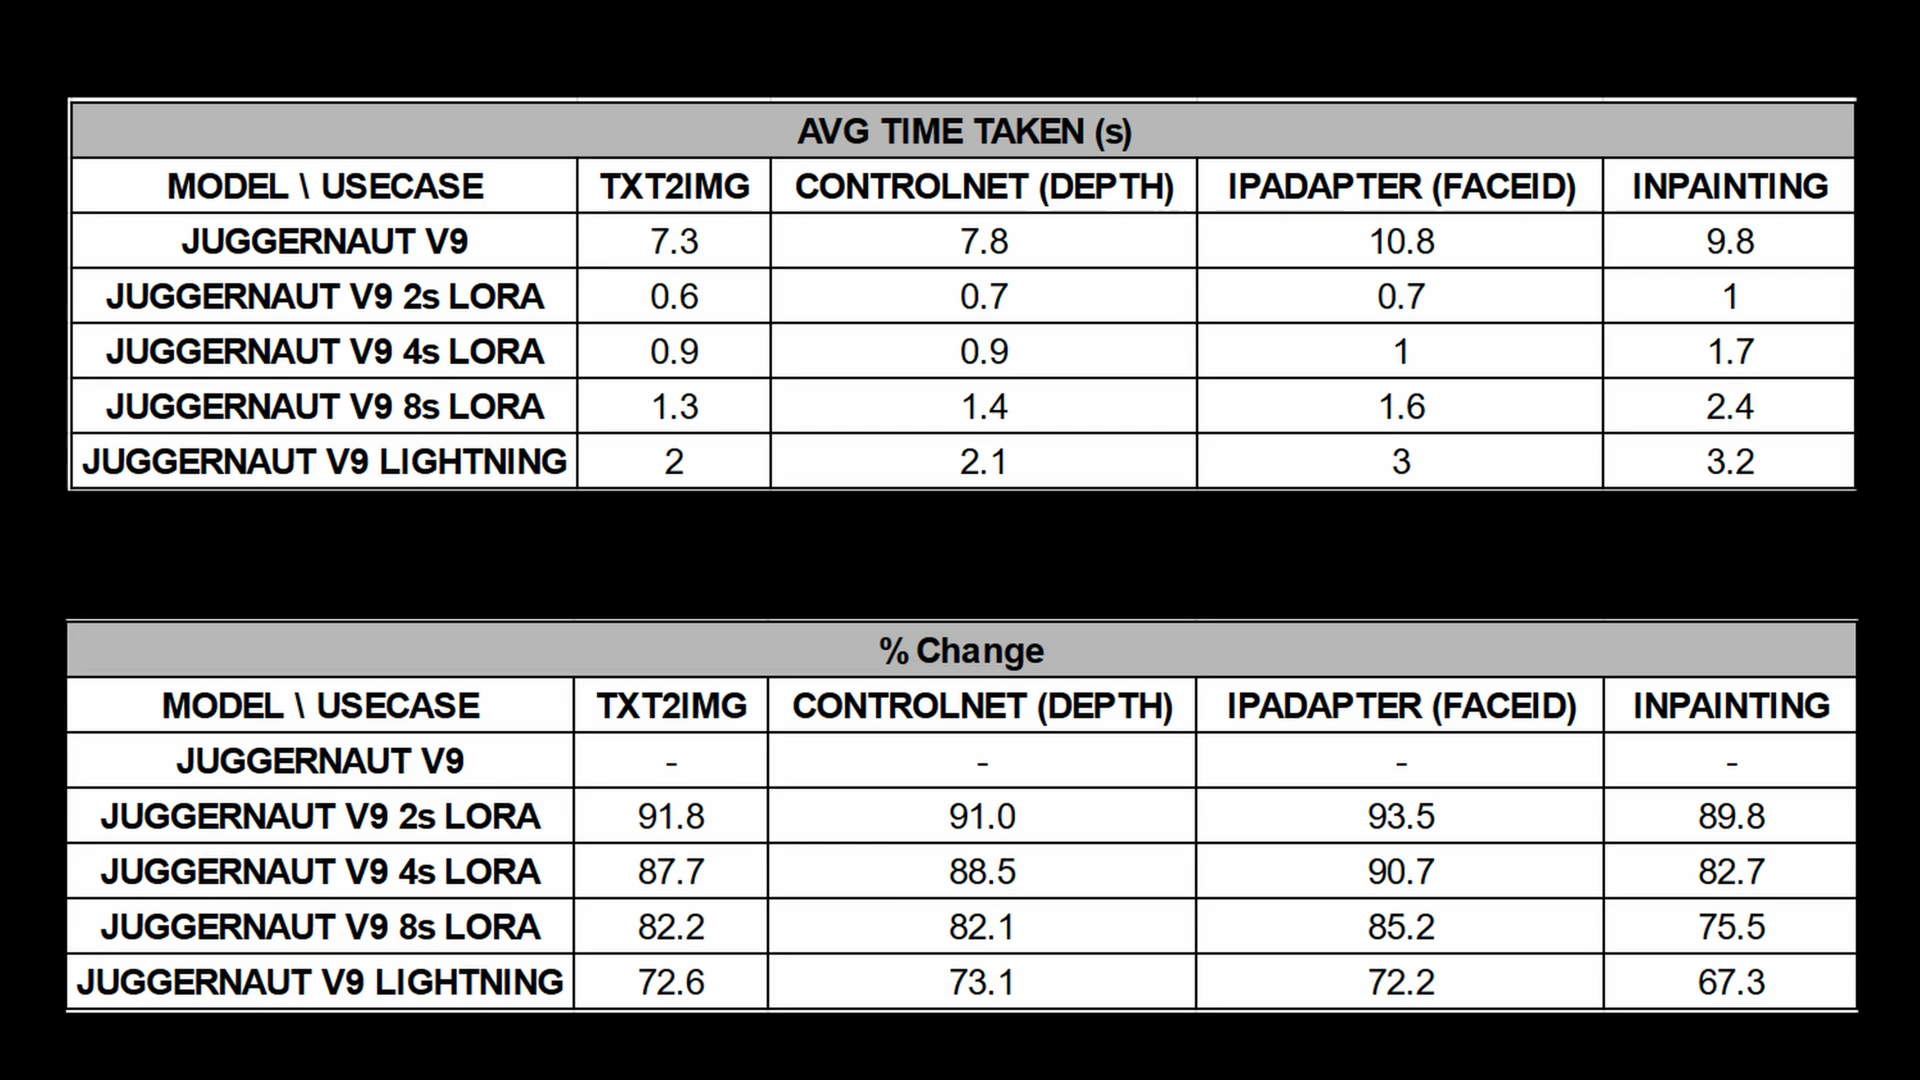 AVG TIME TAKEN (s)
MODEL \ USECASE TXT2IMG CONTROLNET (DEPTH) IPADAPTER (FACEID) INPAINTING
JUGGERNAUT V9 7.3 7.8 10.8 9.8
JUGGERNAUT V9 2s LORA 0.6 0.7 0.7 1
JUGGERNAUT V9 4s LORA 0.9 0.9 1 1.7
JUGGERNAUT V9 8s LORA 1.3 1.4 1.6 2.4
JUGGERNAUT V9 LIGHTNING 2 2.1 3 3.2
% Change
MODEL \ USECASE TXT2IMG CONTROLNET (DEPTH) IPADAPTER (FACEID) INPAINTING
JUGGERNAUT V9 - - - -
JUGGERNAUT V9 2s LORA 91.8 91.0 93.5 89.8
JUGGERNAUT V9 4s LORA 87.7 88.5 90.7 82.7
JUGGERNAUT V9 8s LORA 82.2 82.1 85.2 75.5
JUGGERNAUT V9 LIGHTNING 72.6 73.1 72.2 67.3